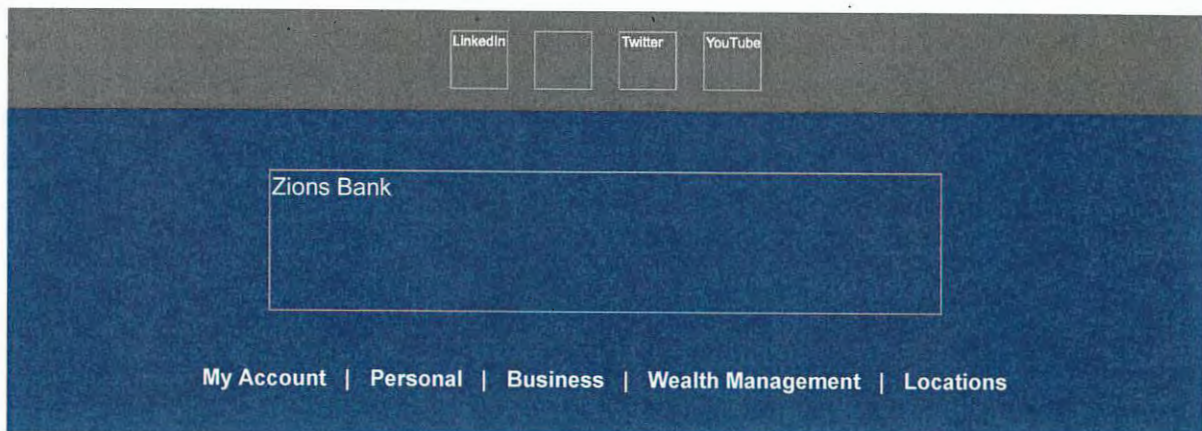 LinkedIn Twitter YouTube
Zions Bank
My Account | Personal | Business | Wealth Management | Locations